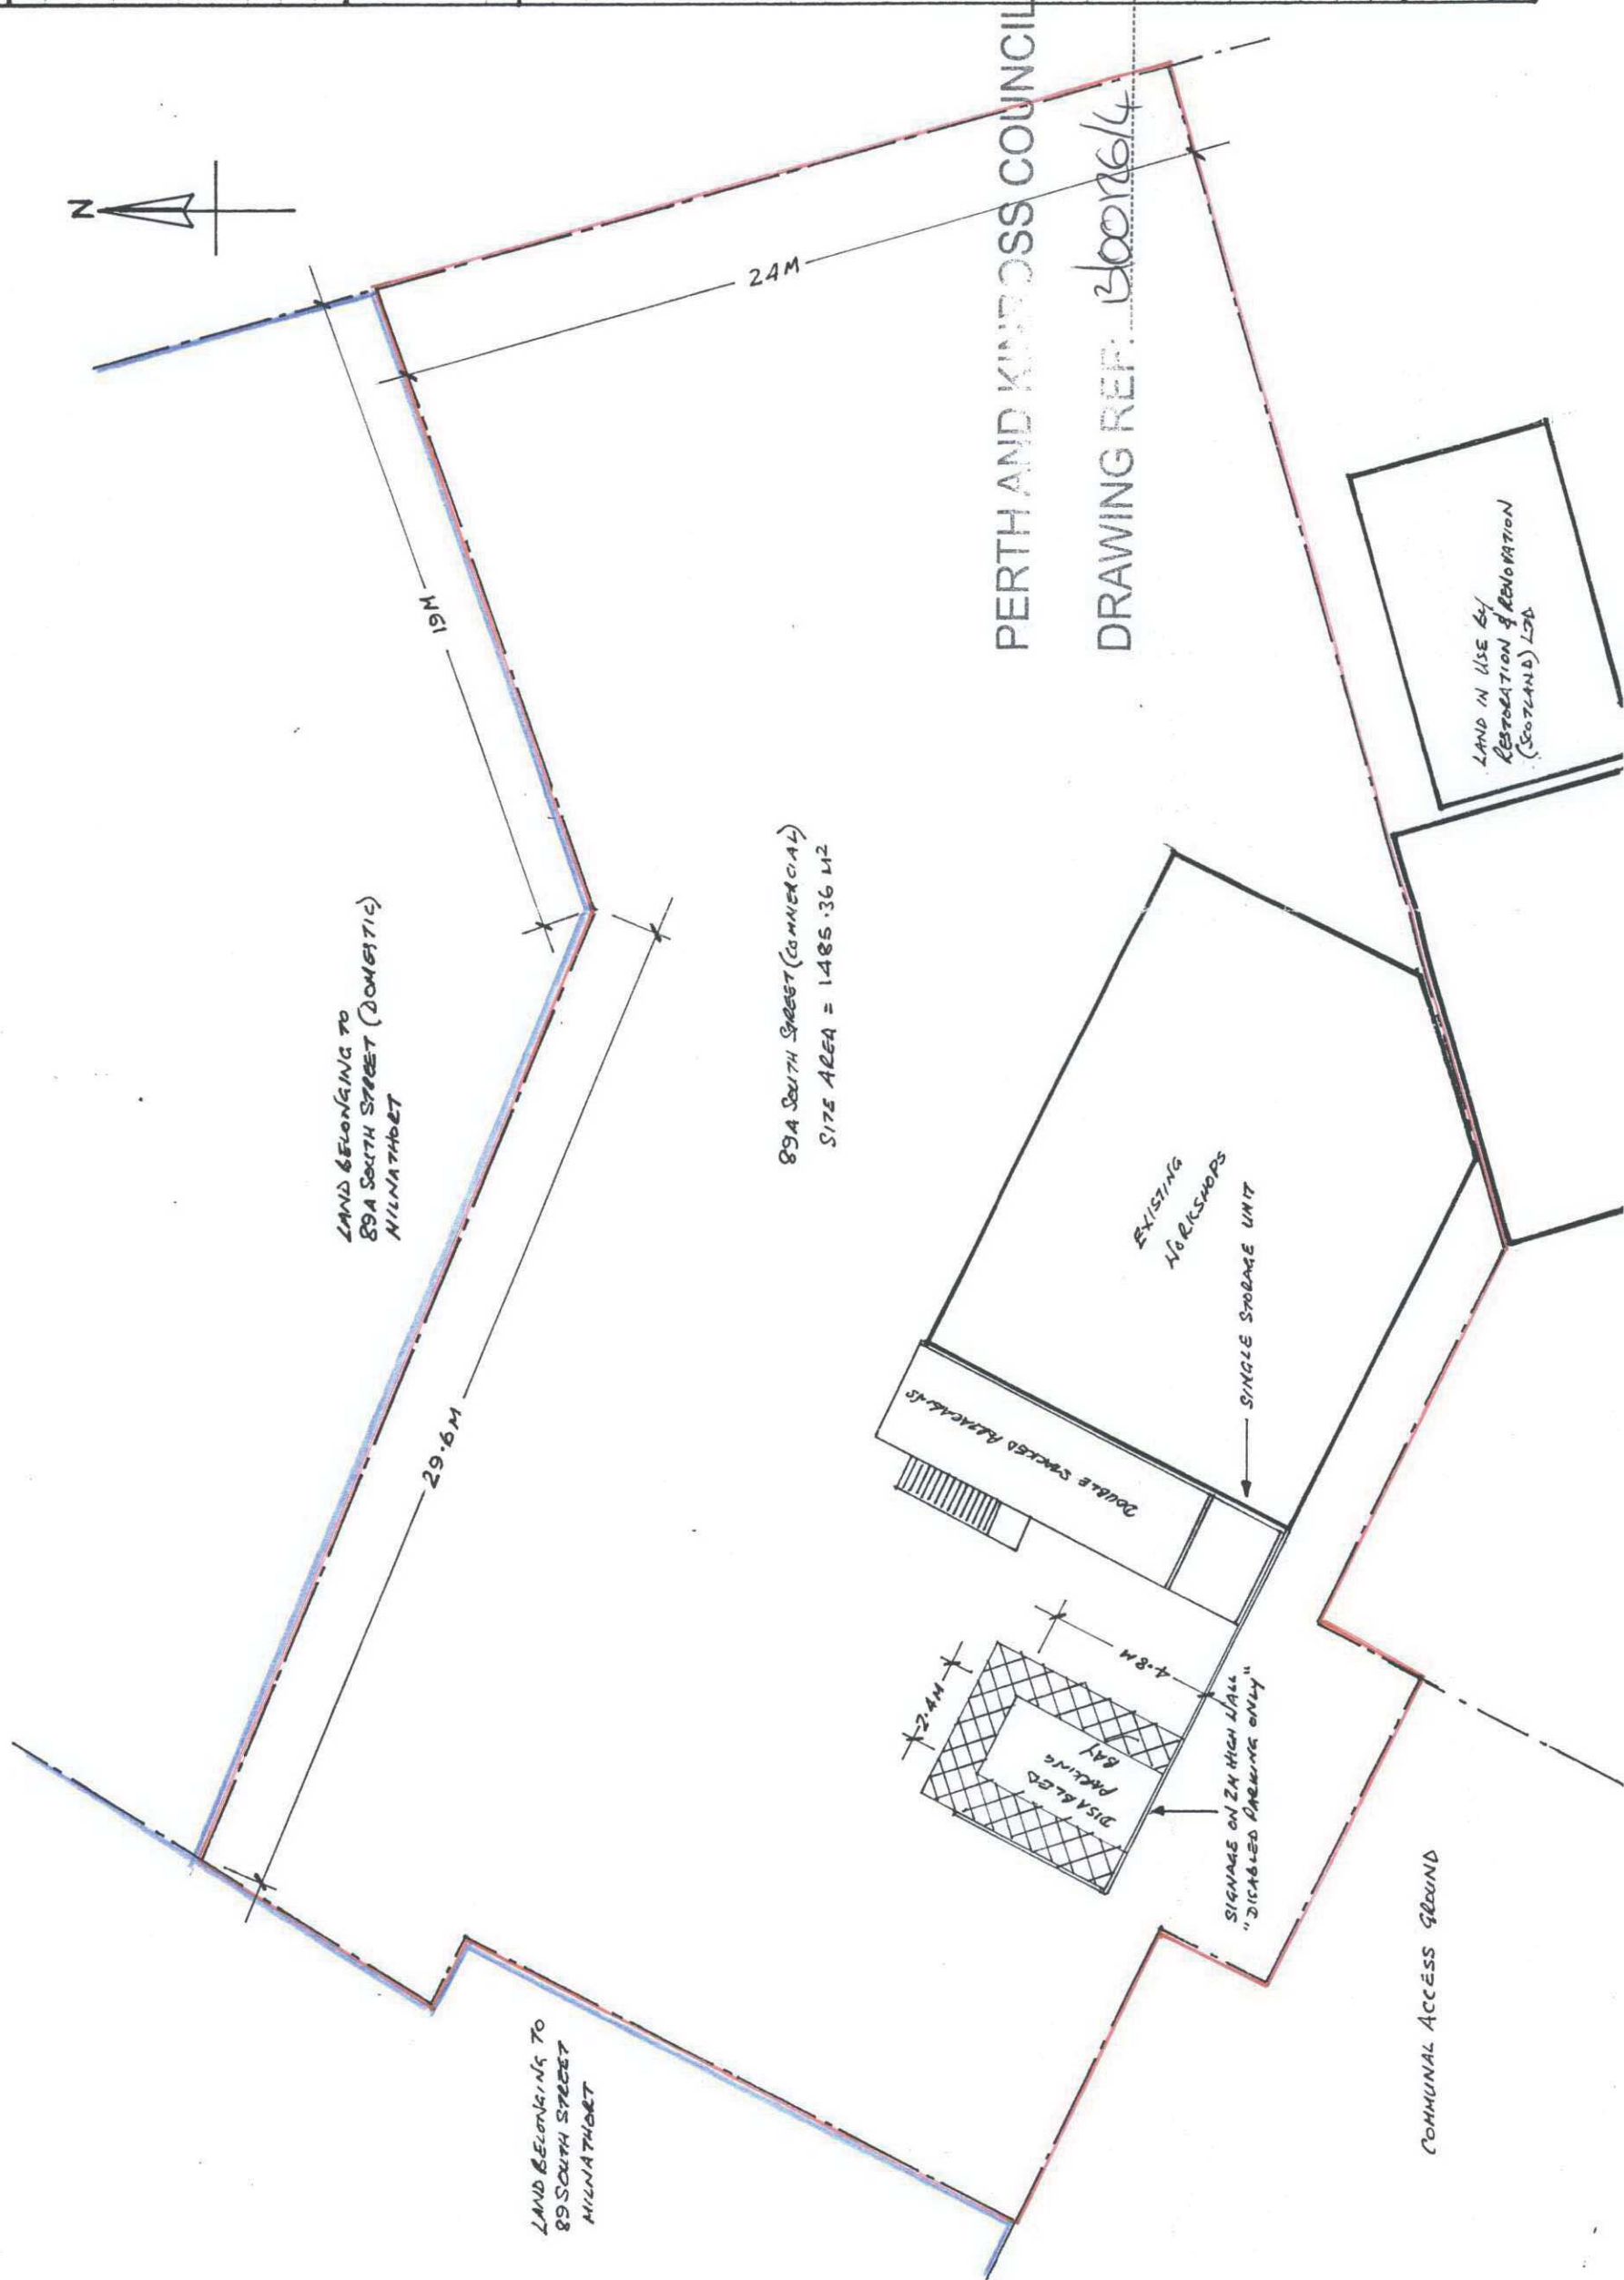 N
19M
24M
29.6M
LAND BELONGING TO
89A SOUTH STREET (DOMESTIC)
MILNATHORT
89A SOUTH STREET (COMMERCIAL)
SITE AREA = 1485.36 M²
PERTH AND KINROSS COUNCIL
DRAWING REF:
LAND IN USE BY
RESTORATION & RENOVATION
(SCOTLAND) LTD
EXISTING
WORKSHOPS
SINGLE STORAGE UNIT
DOUBLE STACKED PORTACABINS
2.4M
4.8M
DISABLED
PARKING
BAY
SIGNAGE ON 2M HIGH WALL
"DISABLED PARKING ONLY"
LAND BELONGING TO
89 SOUTH STREET
MILNATHORT
COMMUNAL ACCESS GROUND